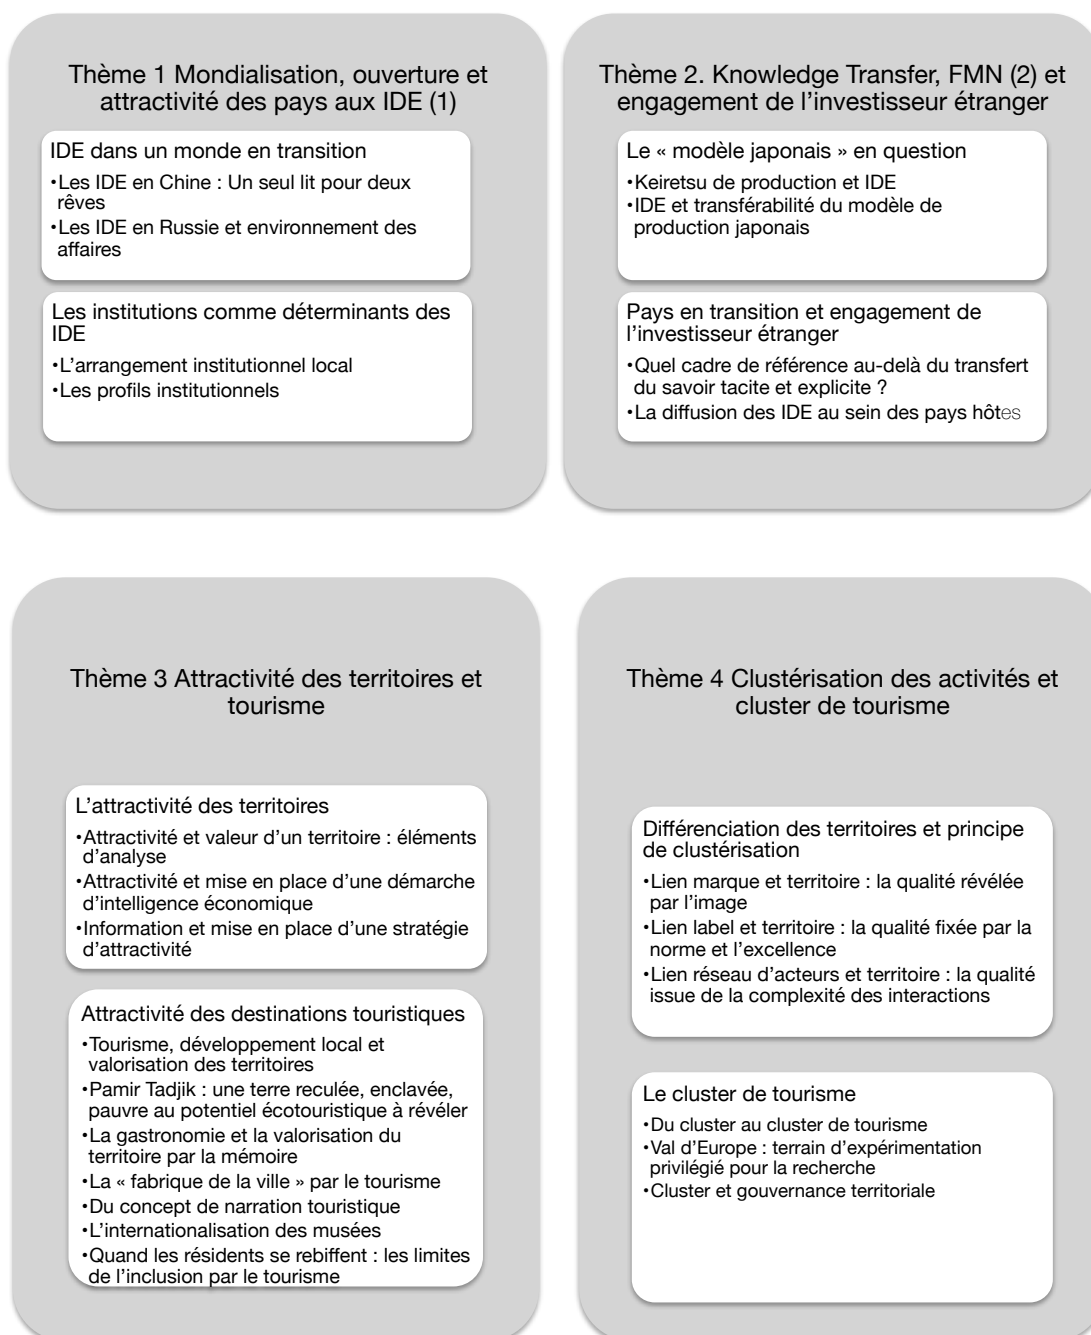 Thème 1 Mondialisation, ouverture et
attractivité des pays aux IDE (1)
IDE dans un monde en transition
•Les IDE en Chine : Un seul lit pour deux
rêves
•Les IDE en Russie et environnement des
affaires
Les institutions comme déterminants des
IDE
•L’arrangement institutionnel local
•Les profils institutionnels
Thème 2. Knowledge Transfer, FMN (2) et
engagement de l’investisseur étranger
Le « modèle japonais » en question
•Keiretsu de production et IDE
•IDE et transférabilité du modèle de
production japonais
Pays en transition et engagement de
l’investisseur étranger
•Quel cadre de référence au-delà du transfert
du savoir tacite et explicite ?
•La diffusion des IDE au sein des pays hôtes
Thème 3 Attractivité des territoires et
tourisme
L’attractivité des territoires
•Attractivité et valeur d’un territoire : éléments
d’analyse
•Attractivité et mise en place d’une démarche
d’intelligence économique
•Information et mise en place d’une stratégie
d’attractivité
Attractivité des destinations touristiques
•Tourisme, développement local et
valorisation des territoires
•Pamir Tadjik : une terre reculée, enclavée,
pauvre au potentiel écotouristique à révéler
•La gastronomie et la valorisation du
territoire par la mémoire
•La « fabrique de la ville » par le tourisme
•Du concept de narration touristique
•L’internationalisation des musées
•Quand les résidents se rebiffent : les limites
de l’inclusion par le tourisme
Thème 4 Clustérisation des activités et
cluster de tourisme
Différenciation des territoires et principe
de clustérisation
•Lien marque et territoire : la qualité révélée
par l’image
•Lien label et territoire : la qualité fixée par la
norme et l’excellence
•Lien réseau d’acteurs et territoire : la qualité
issue de la complexité des interactions
Le cluster de tourisme
•Du cluster au cluster de tourisme
•Val d’Europe : terrain d’expérimentation
privilégié pour la recherche
•Cluster et gouvernance territoriale